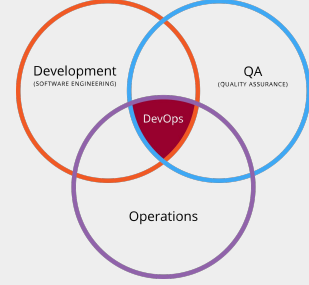 Development
(SOFTWARE ENGINEERING)
QA
(QUALITY ASSURANCE)
DevOps
Operations